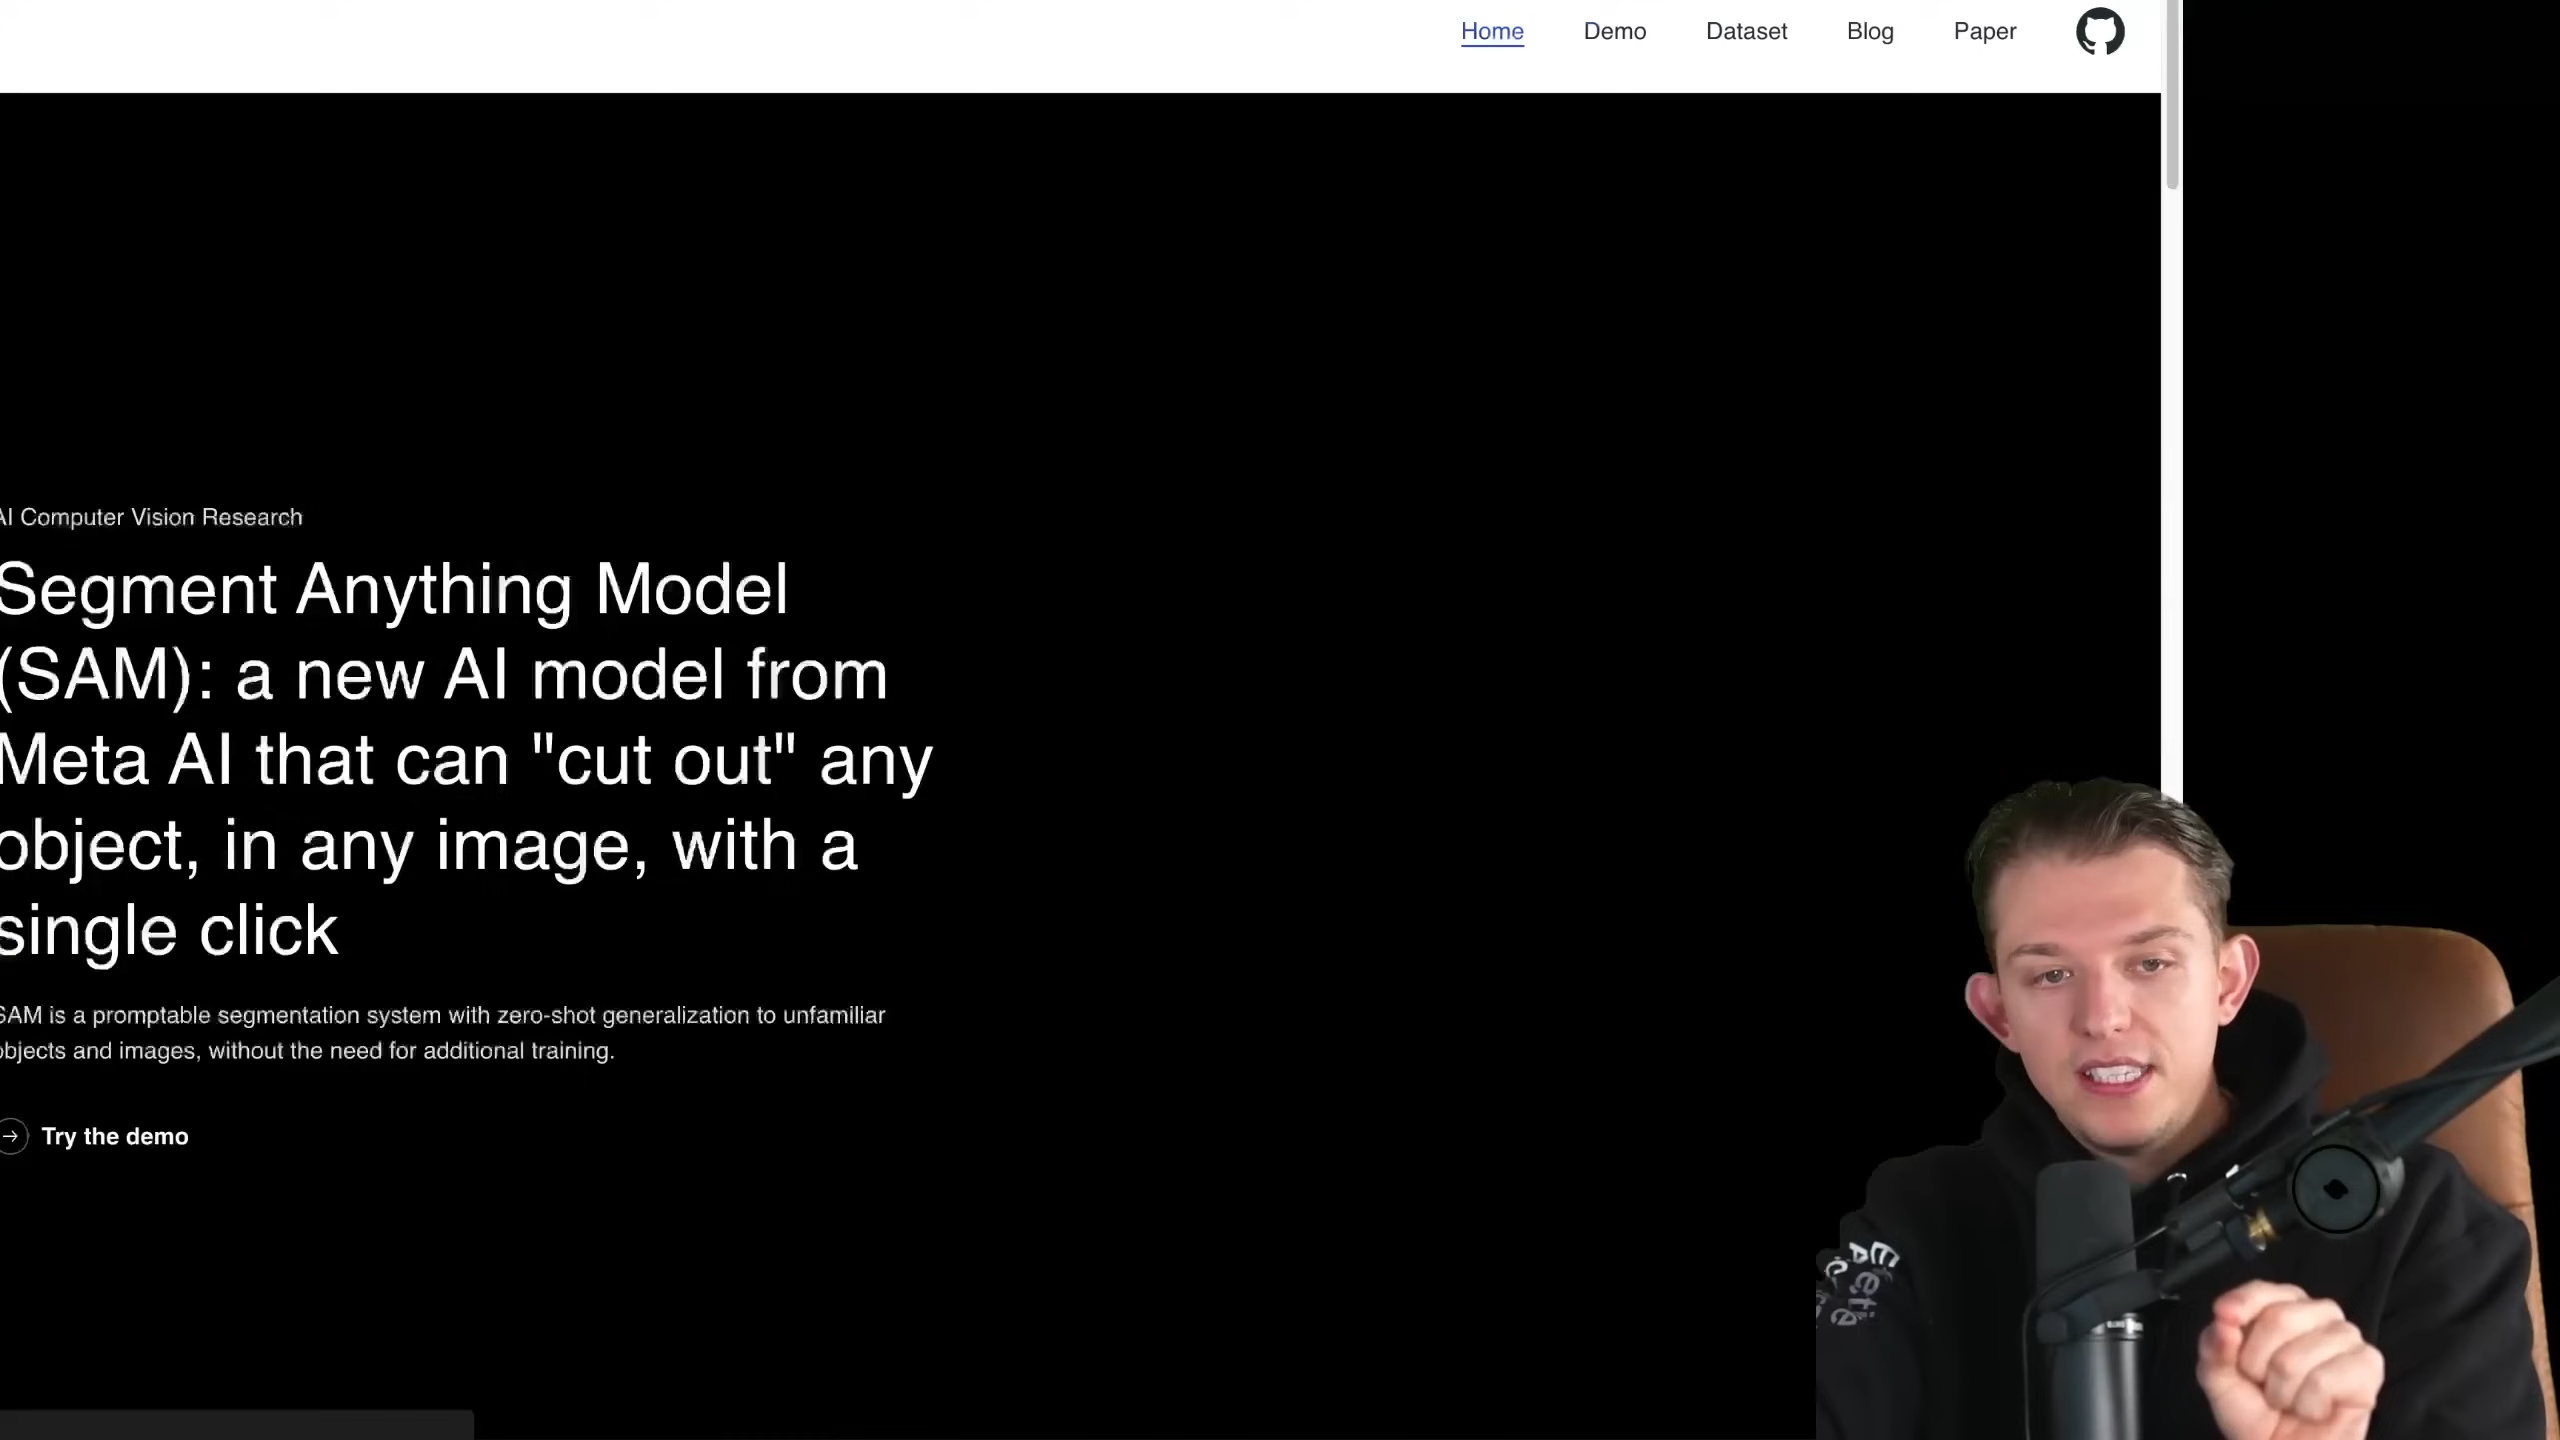 Home
Demo
Dataset
Blog
Paper
AI Computer Vision Research
Segment Anything Model
(SAM): a new AI model from
Meta AI that can "cut out" any
object, in any image, with a
single click
SAM is a promptable segmentation system with zero-shot generalization to unfamiliar
objects and images, without the need for additional training.
Try the demo